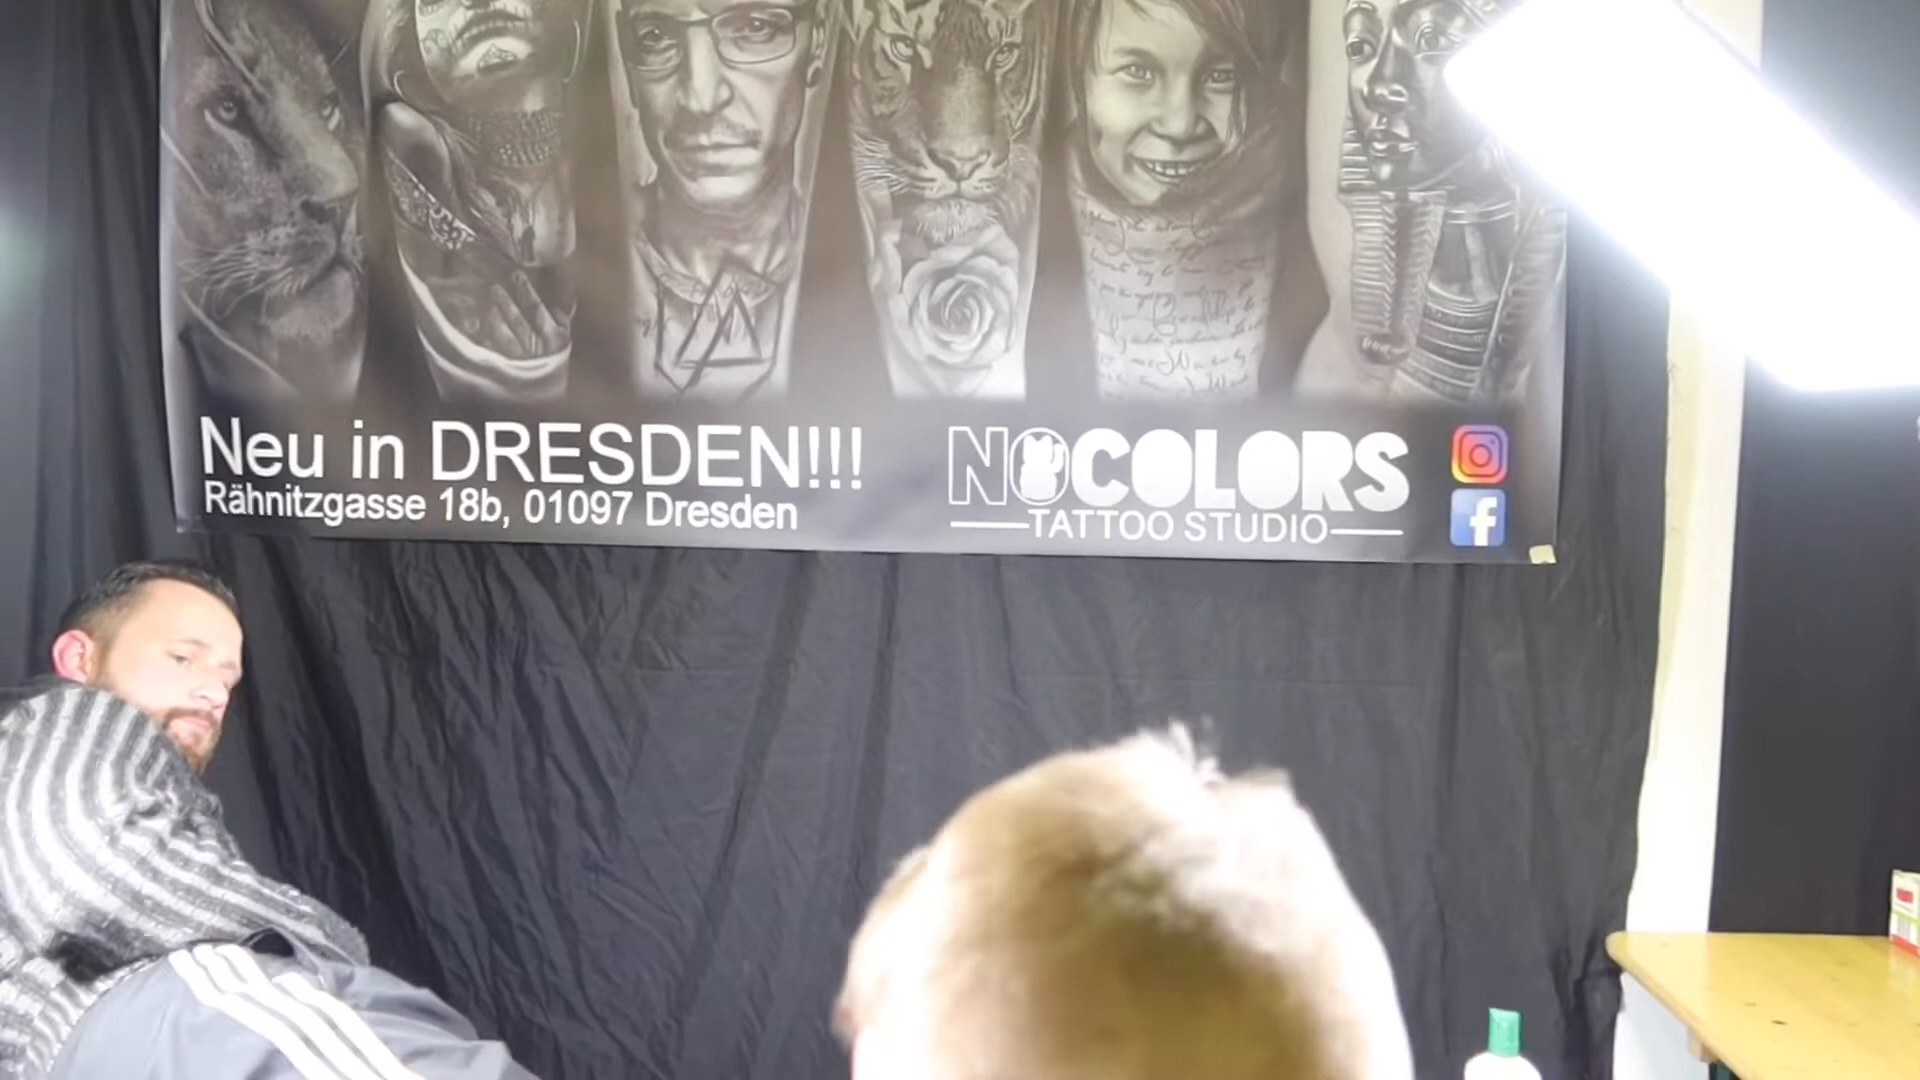 Neu in DRESDEN!!!
Rähnitzgasse 18b, 01097 Dresden
NOCOLORS
TATTOO STUDIO